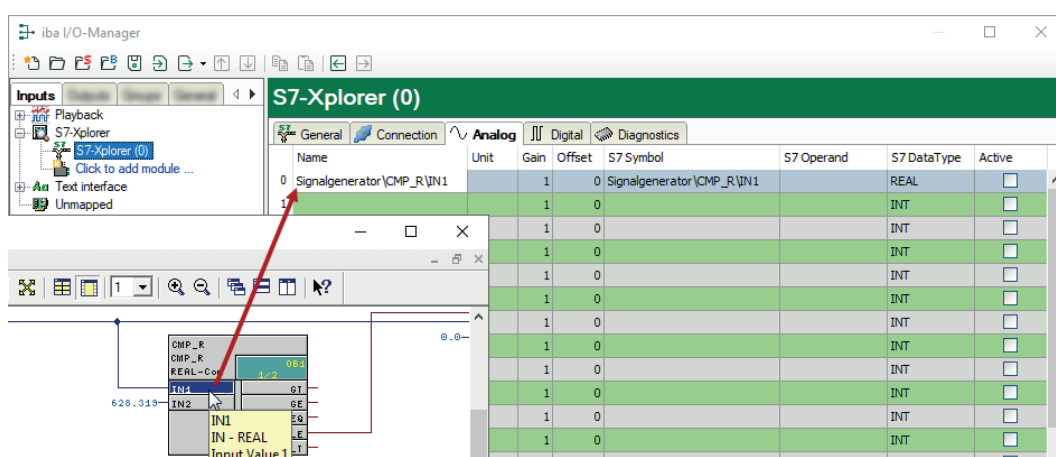 iba I/O-Manager
Inputs
S7-Xplorer (0)
Playback
S7-Xplorer
S7-Xplorer (0)
Click to add module ...
Text interface
Unmapped
General Connection Analog Digital Diagnostics
Name Unit Gain Offset S7 Symbol S7 Operand S7 DataType Active
0 Signalgenerator\CMP_R\IN1 1 0 Signalgenerator\CMP_R\IN1 REAL
1 1 0 INT
1 0 INT
1 0 INT
1 0 INT
1 0 INT
1 0 INT
1 0 INT
1 0 INT
1 0 INT
1 0 INT
1 0 INT
1
0.0
CMP_R
CMP_R
REAL-Co
OB1
1/2
IN1 GT
628.319 IN2 GE
EQ
IN1
IN - REAL
Input Value 1